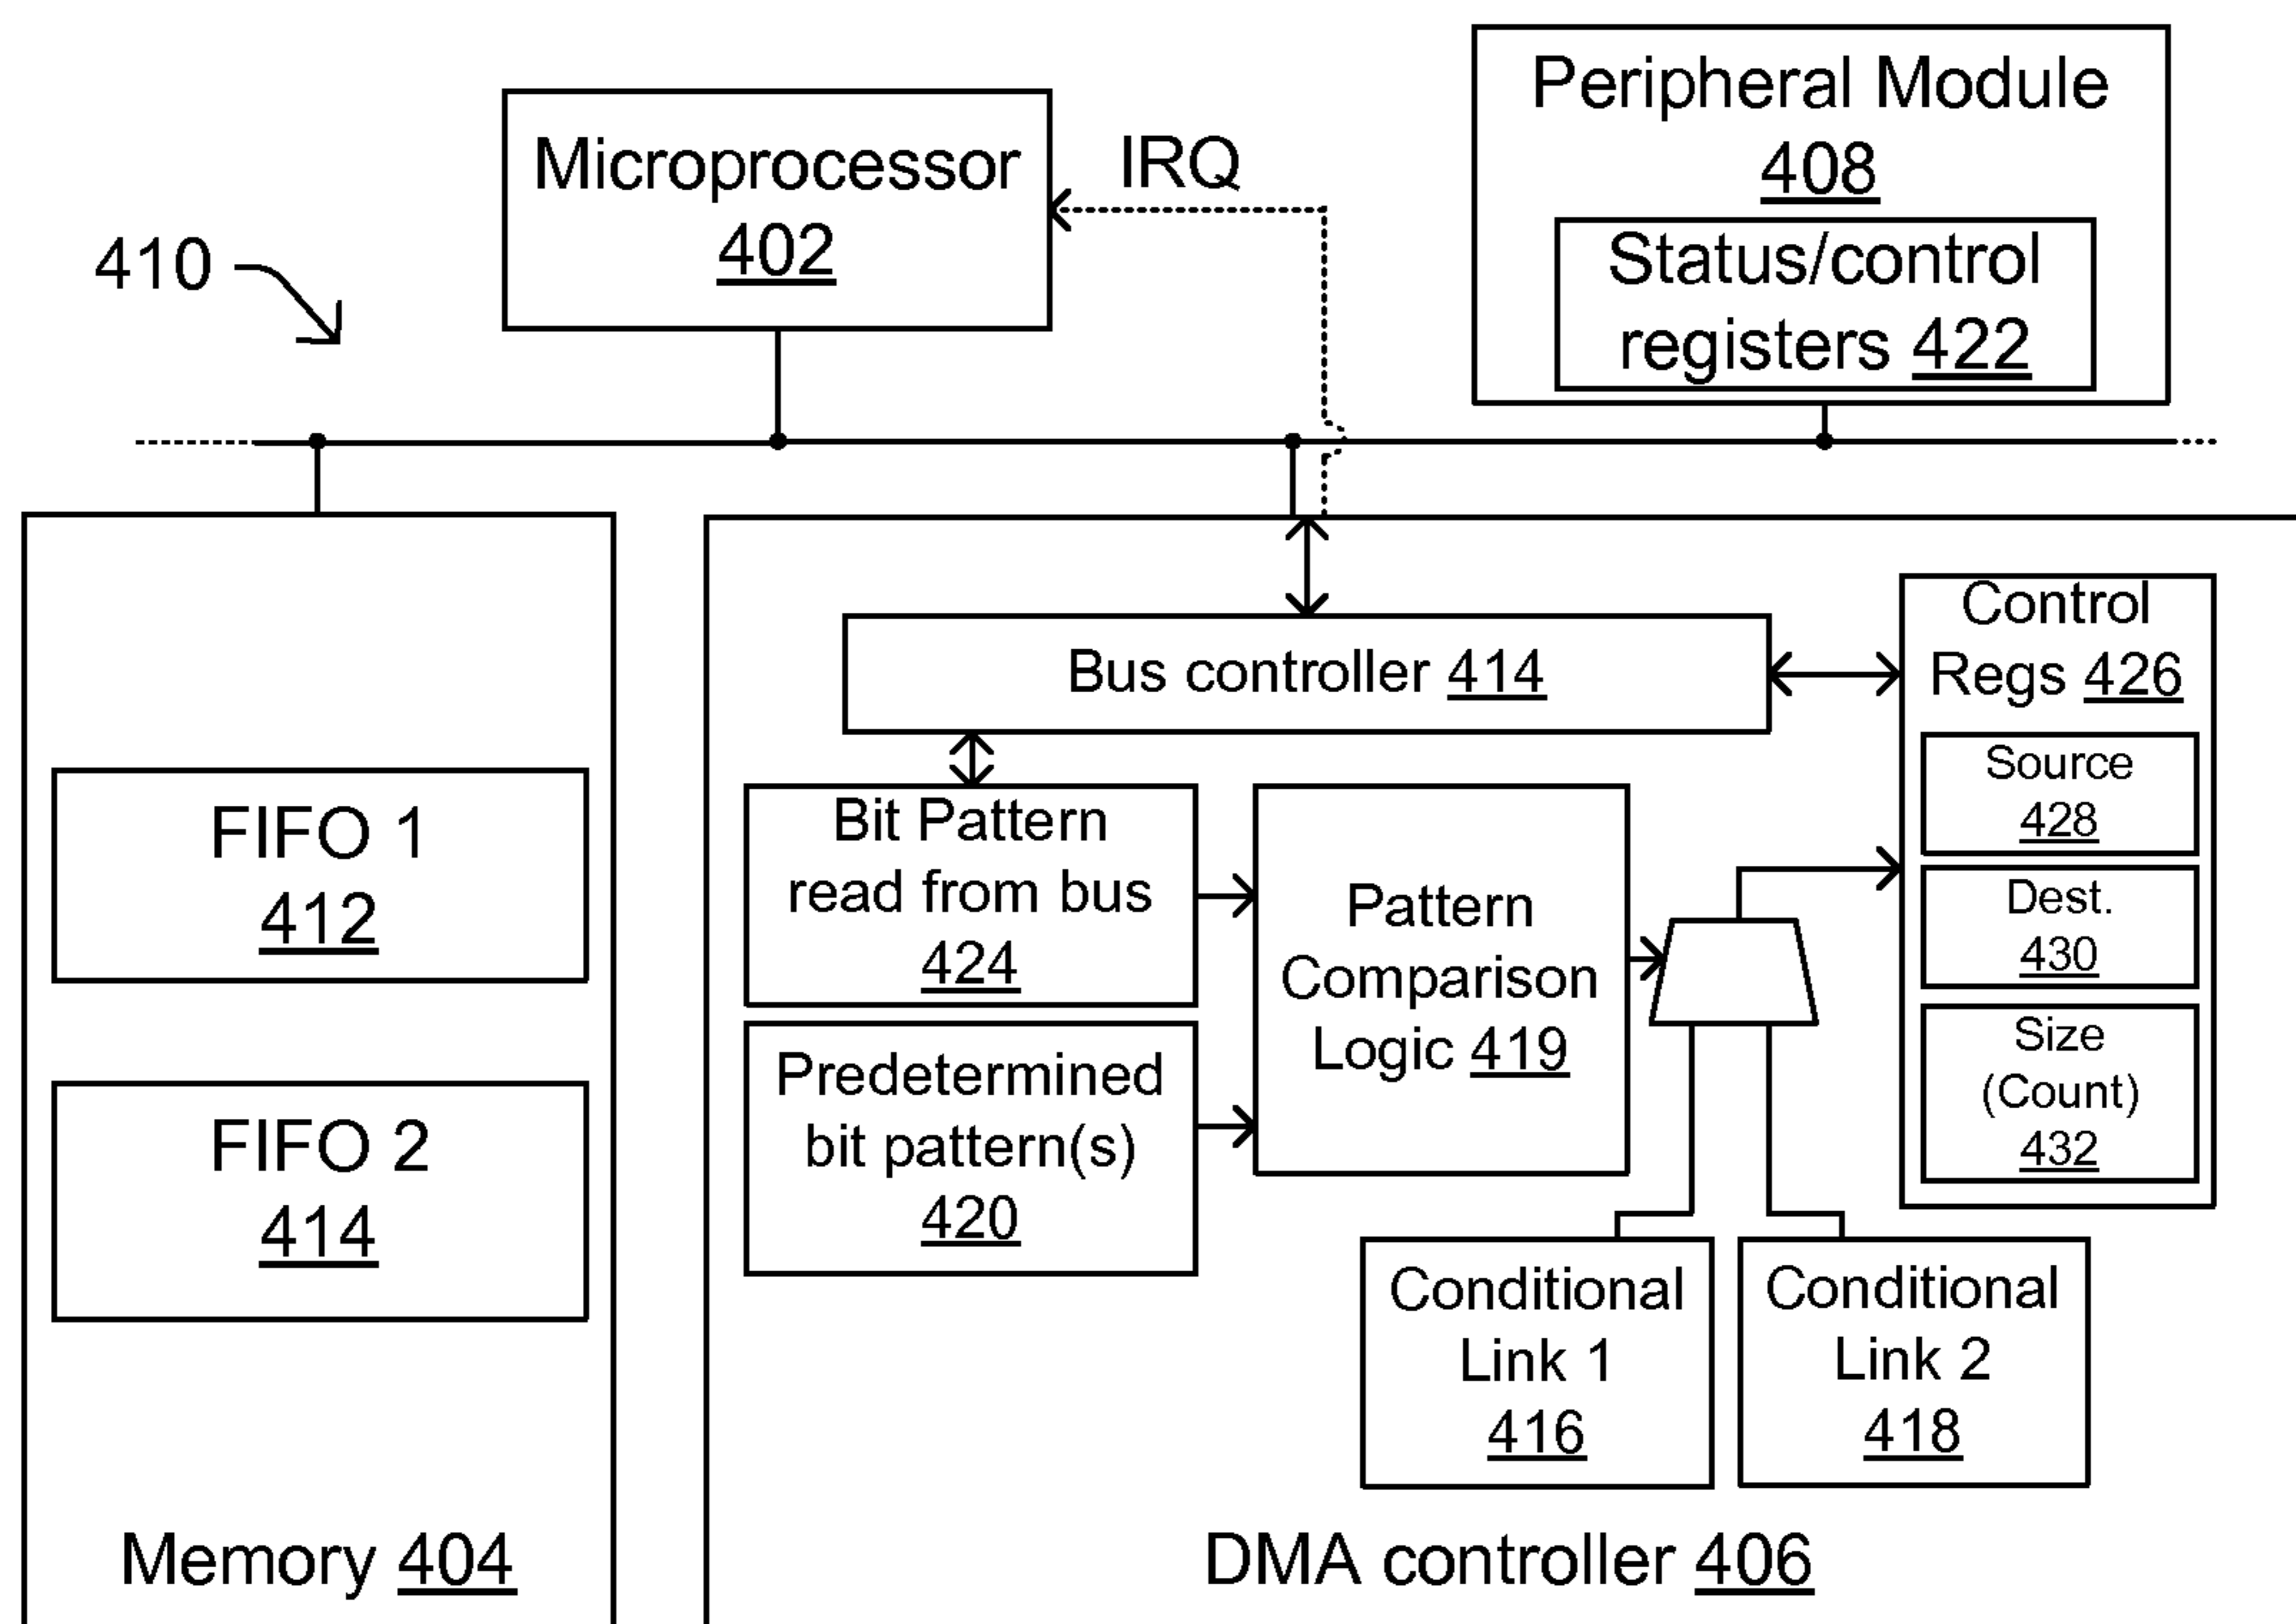 Peripheral Module
408
Status/control
registers 422
Microprocessor
402
IRQ
410
FIFO 1
412
FIFO 2
414
Memory 404
Bus controller 414
Bit Pattern
read from bus
424
Predetermined
bit pattern(s)
420
Pattern
Comparison
Logic 419
Control
Regs 426
Source
428
Dest.
430
Size
(Count)
432
Conditional
Link 1
416
Conditional
Link 2
418
DMA controller 406